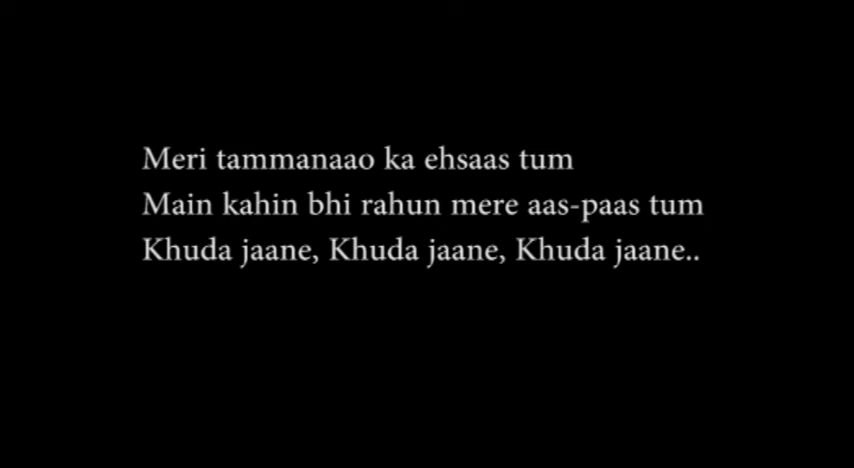 Meri tammanaao ka ehsaas tum
Main kahin bhi rahun mere aas-paas tum
Khuda jaane, Khuda jaane, Khuda jaane..